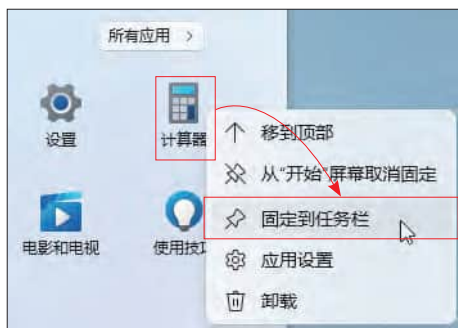 所有应用 >
设置
计算器
电影和电视
使用技
移到顶部
从“开始”屏幕取消固定
固定到任务栏
应用设置
卸载